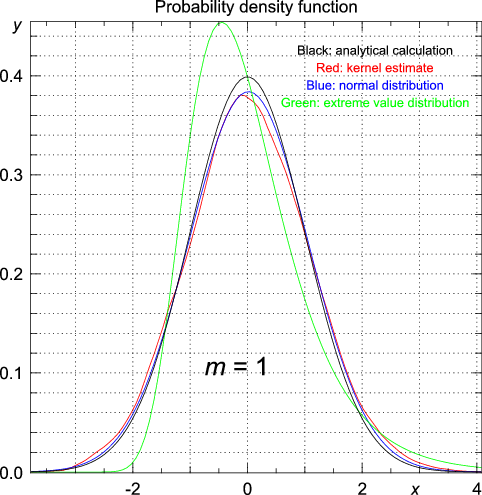 Probability density function
y
Black: analytical calculation
Red: kernel estimate
Blue: normal distribution
Green: extreme value distribution
0.4
0.3
0.2
0.1
m = 1
0.0
-2 0 2 x 4